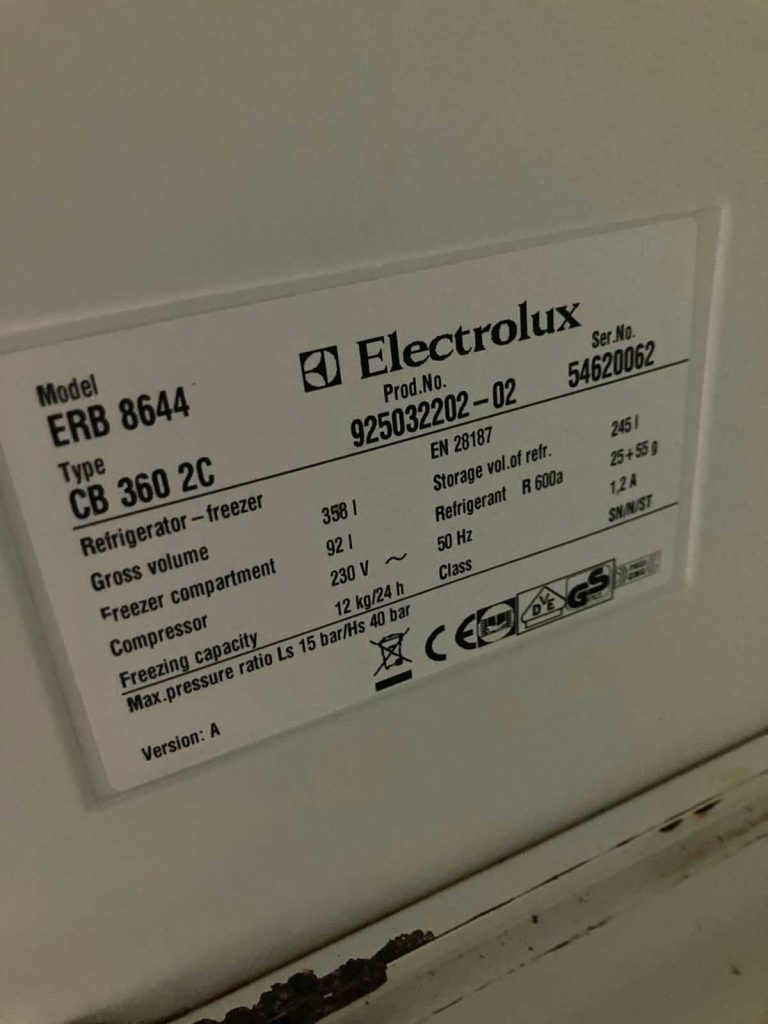 Electrolux
Model
ERB 8644
Prod.No.
925032202-02
Ser.No.
54620062
Type
CB 360 2C
Refrigerator-freezer
EN 28187
Gross volume 358 l
Storage vol.of refr. 245 l
Freezer compartment 92 l
Refrigerant R 600a 25+55 g
Compressor 230 V ~
50 Hz 1,2 A
Freezing capacity 12 kg/24 h
Class SN/N/ST
Max.pressure ratio Ls 15 bar/Hs 40 bar
CE
DVE
GS
Version: A